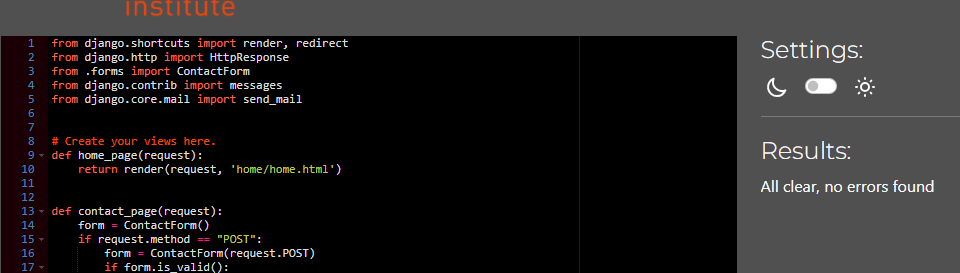 institute
1 from django.shortcuts import render, redirect
2 from django.http import HttpResponse
3 from .forms import ContactForm
4 from django.contrib import messages
5 from django.core.mail import send_mail
6
7
8 # Create your views here.
9 def home_page(request):
10 return render(request, 'home/home.html')
11
12
13 def contact_page(request):
14 form = ContactForm()
15 if request.method == "POST":
16 form = ContactForm(request.POST)
17 if form.is_valid():
Settings:
Results:
All clear, no errors found